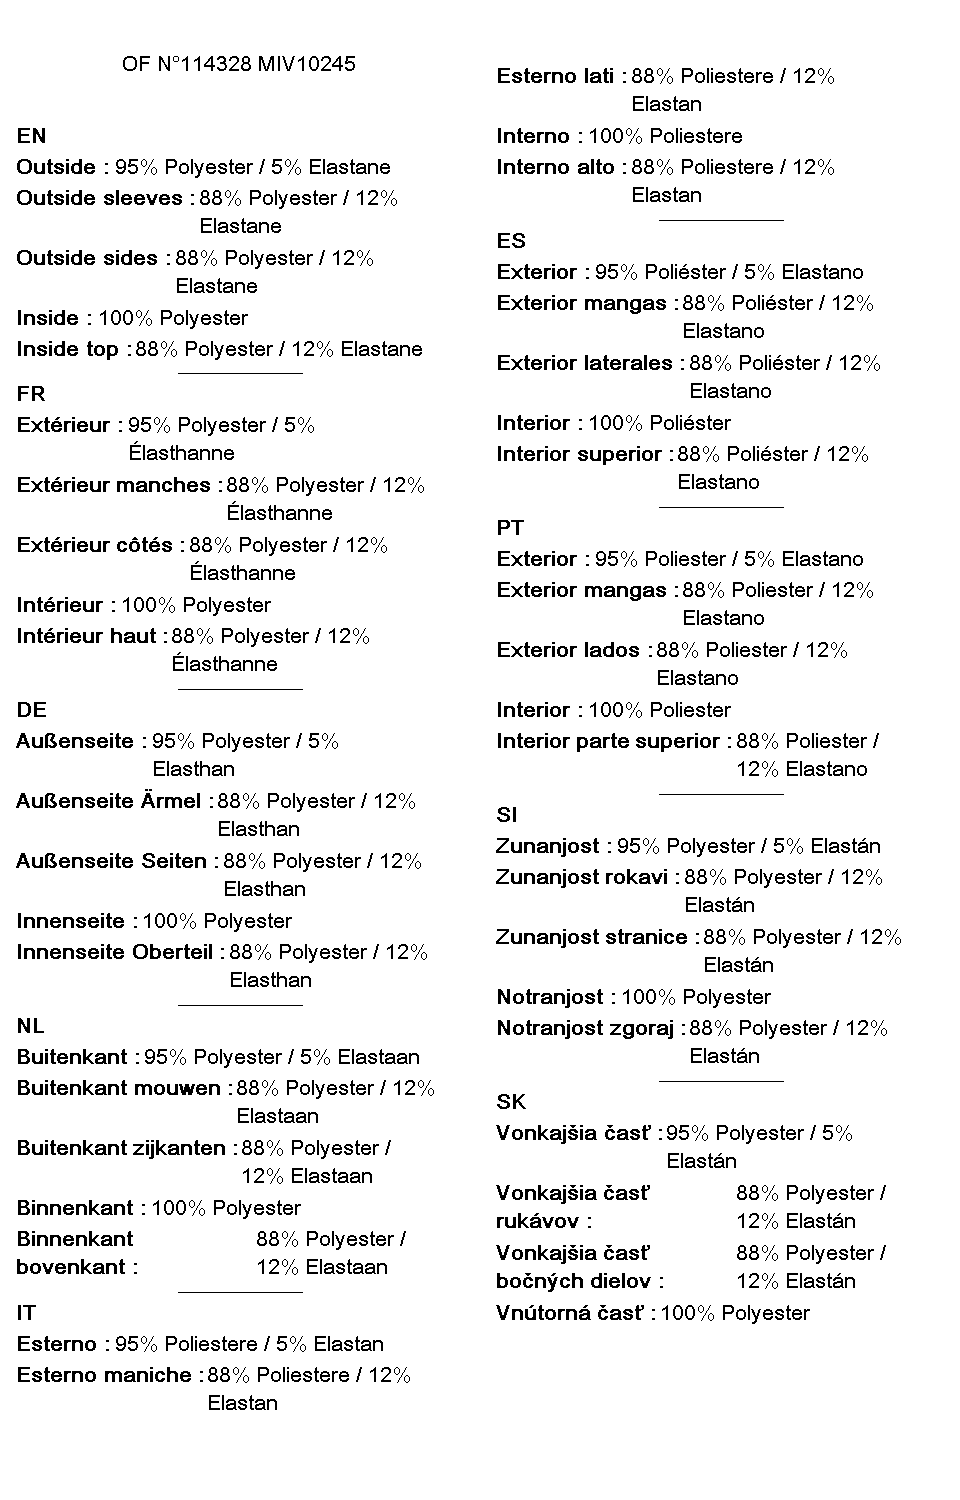 OF N°114328 MIV10245
EN
Outside : 95% Polyester / 5% Elastane
Outside sleeves : 88% Polyester / 12%
Elastane
Outside sides : 88% Polyester / 12%
Elastane
Inside : 100% Polyester
Inside top : 88% Polyester / 12% Elastane
FR
Extérieur : 95% Polyester / 5%
Élasthanne
Extérieur manches : 88% Polyester / 12%
Élasthanne
Extérieur côtés : 88% Polyester / 12%
Élasthanne
Intérieur : 100% Polyester
Intérieur haut : 88% Polyester / 12%
Élasthanne
DE
Außenseite : 95% Polyester / 5%
Elasthan
Außenseite Ärmel : 88% Polyester / 12%
Elasthan
Außenseite Seiten : 88% Polyester / 12%
Elasthan
Innenseite : 100% Polyester
Innenseite Oberteil : 88% Polyester / 12%
Elasthan
NL
Buitenkant : 95% Polyester / 5% Elastaan
Buitenkant mouwen : 88% Polyester / 12%
Elastaan
Buitenkant zijkanten : 88% Polyester /
12% Elastaan
Binnenkant : 100% Polyester
Binnenkant 88% Polyester /
bovenkant : 12% Elastaan
IT
Esterno : 95% Poliestere / 5% Elastan
Esterno maniche : 88% Poliestere / 12%
Elastan
Esterno lati : 88% Poliestere / 12%
Elastan
Interno : 100% Poliestere
Interno alto : 88% Poliestere / 12%
Elastan
ES
Exterior : 95% Poliéster / 5% Elastano
Exterior mangas : 88% Poliéster / 12%
Elastano
Exterior laterales : 88% Poliéster / 12%
Elastano
Interior : 100% Poliéster
Interior superior : 88% Poliéster / 12%
Elastano
PT
Exterior : 95% Poliester / 5% Elastano
Exterior mangas : 88% Poliester / 12%
Elastano
Exterior lados : 88% Poliester / 12%
Elastano
Interior : 100% Poliester
Interior parte superior : 88% Poliester /
12% Elastano
SI
Zunanjost : 95% Polyester / 5% Elastán
Zunanjost rokavi : 88% Polyester / 12%
Elastán
Zunanjost stranice : 88% Polyester / 12%
Elastán
Notranjost : 100% Polyester
Notranjost zgoraj : 88% Polyester / 12%
Elastán
SK
Vonkajšia časť : 95% Polyester / 5%
Elastán
Vonkajšia časť 88% Polyester /
rukávov : 12% Elastán
Vonkajšia časť 88% Polyester /
bočných dielov : 12% Elastán
Vnútorná časť : 100% Polyester